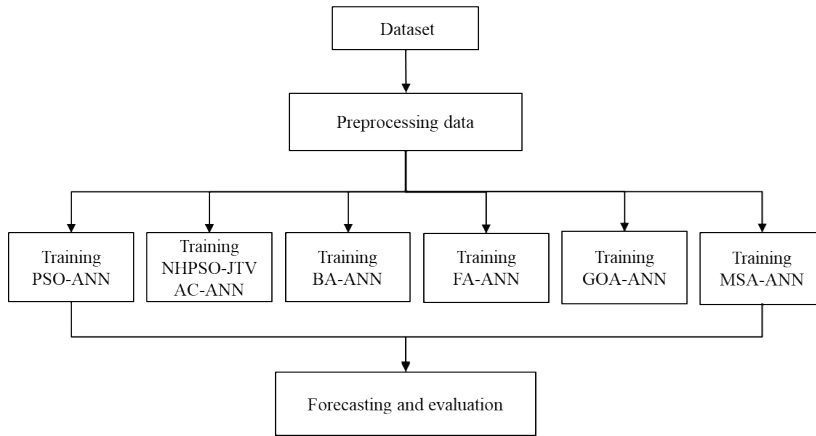 Dataset
Preprocessing data
Training
PSO-ANN
Training
NHPSO-JTV
AC-ANN
Training
BA-ANN
Training
FA-ANN
Training
GOA-ANN
Training
MSA-ANN
Forecasting and evaluation